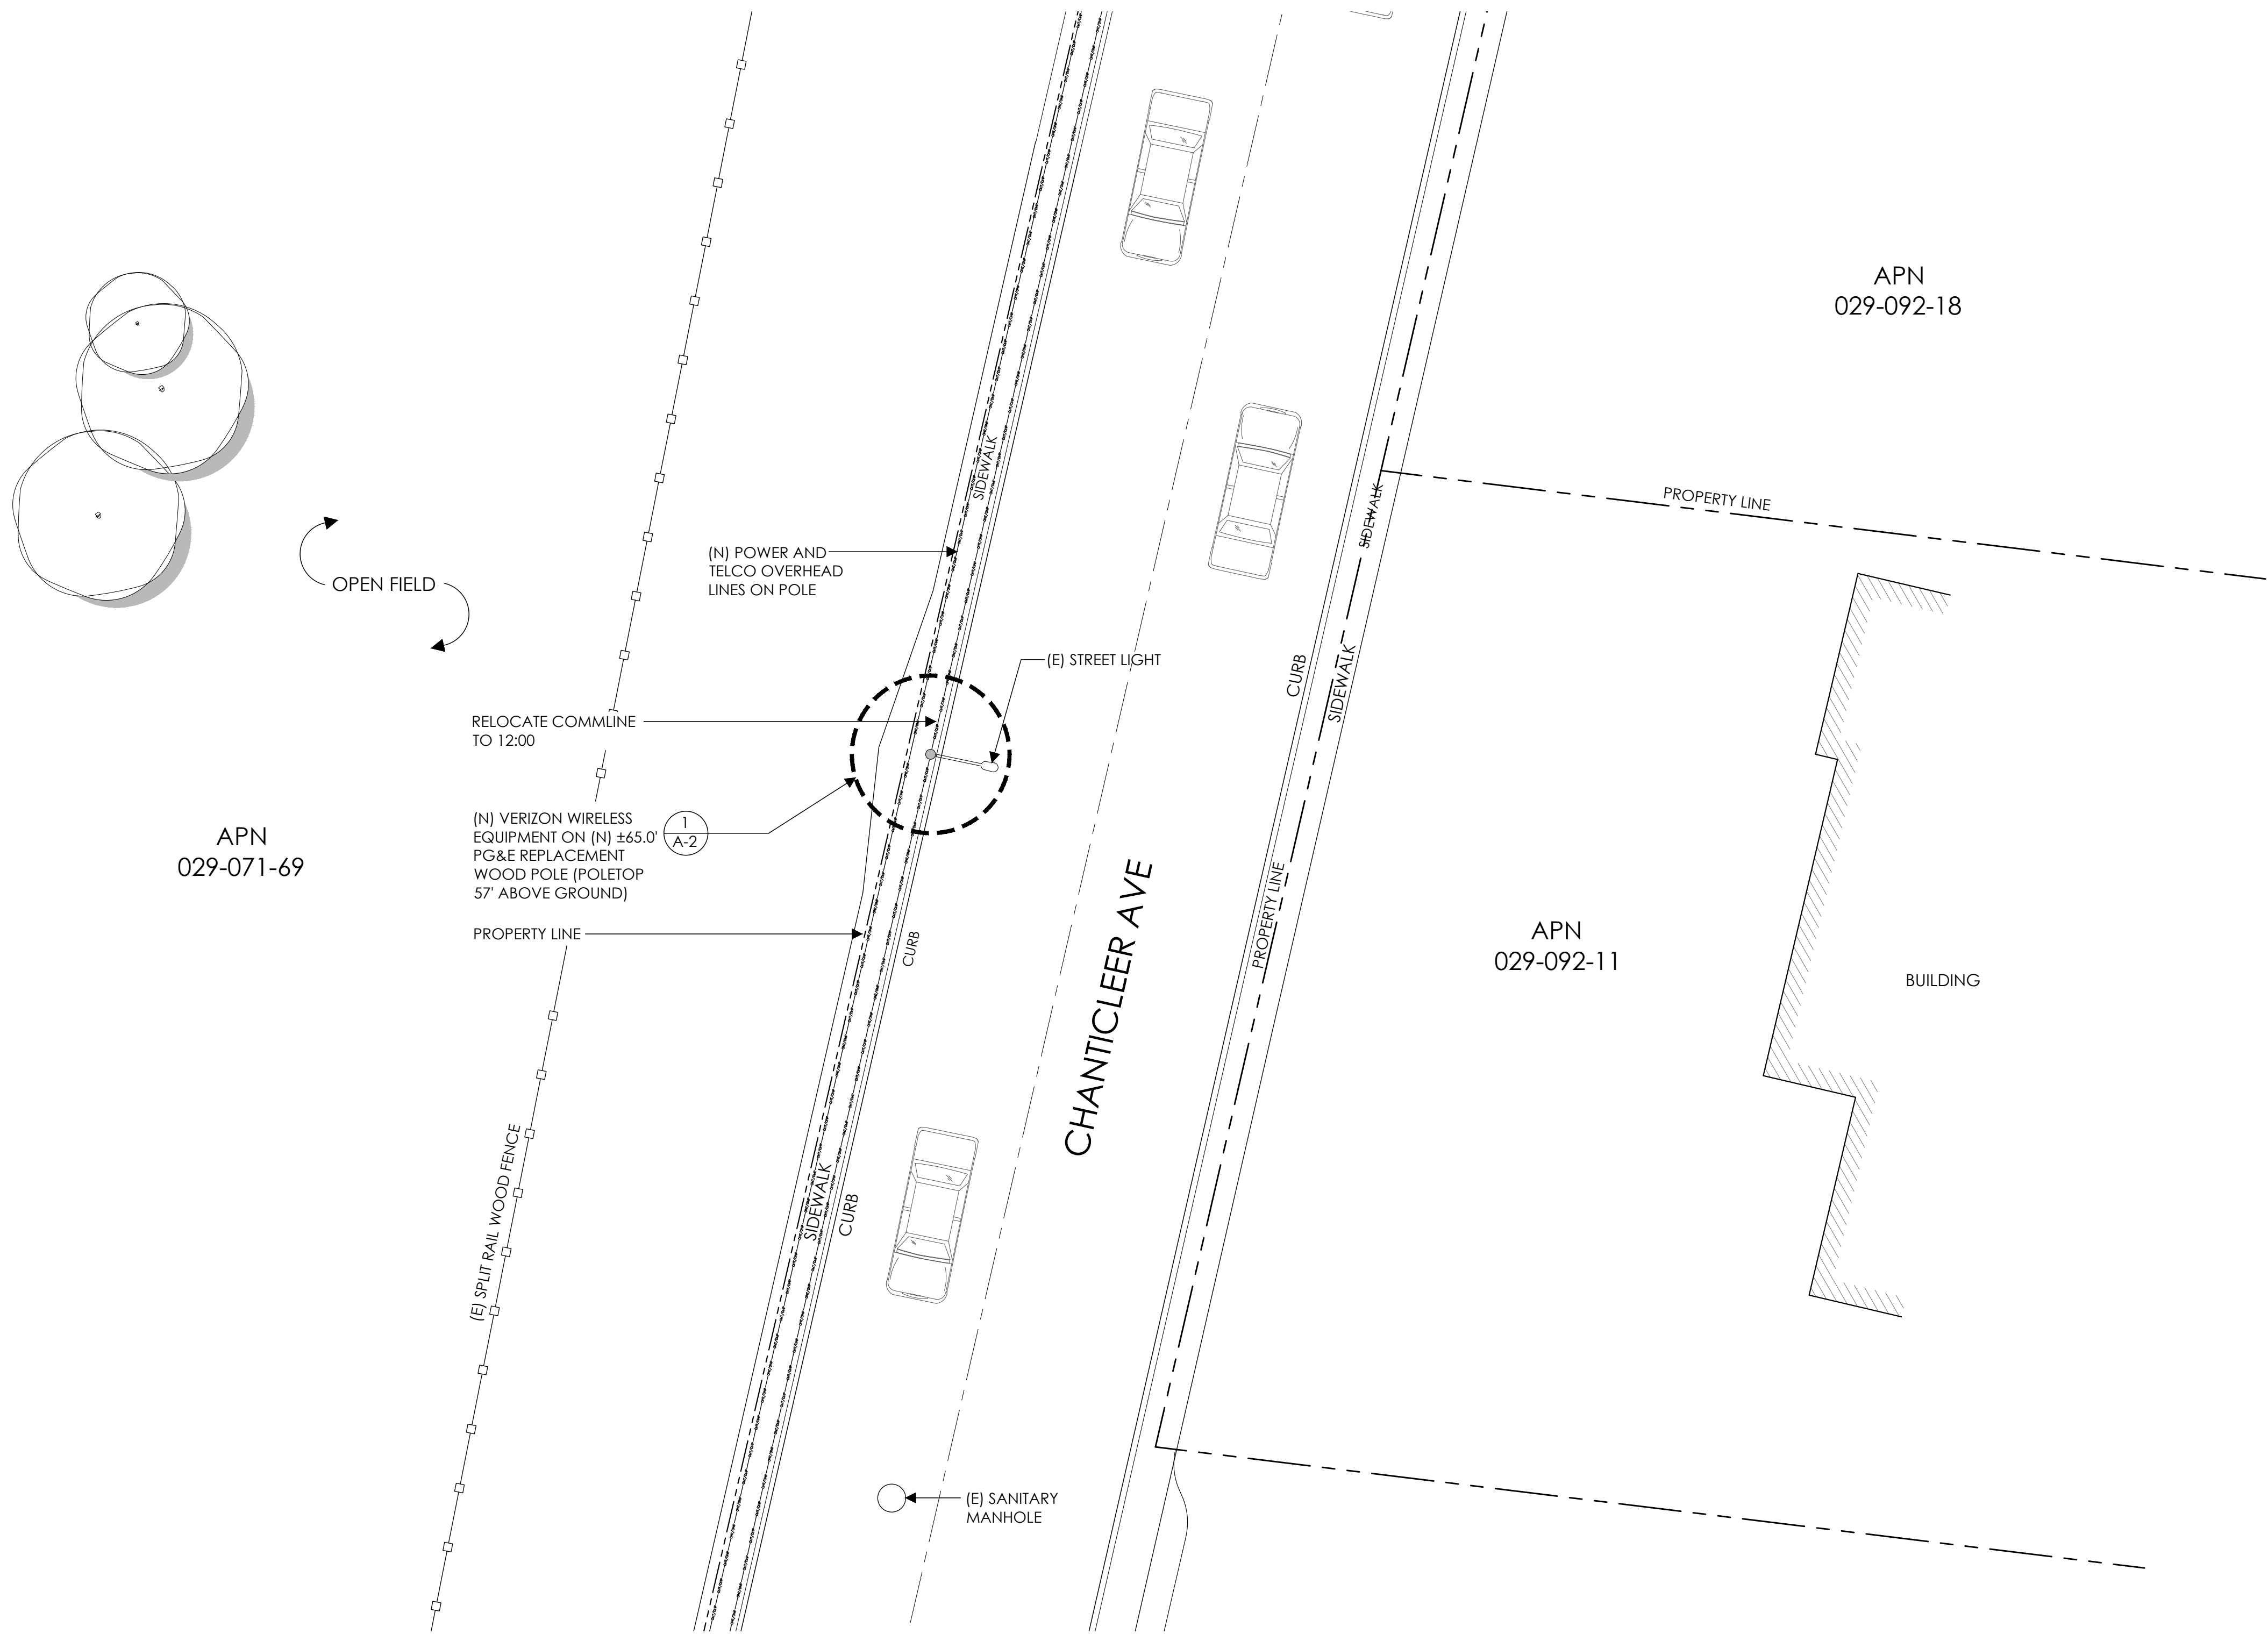 APN
029-092-18
SIDEWALK
SIDEWALK
PROPERTY LINE
(N) POWER AND
TELCO OVERHEAD
LINES ON POLE
OPEN FIELD
(E) STREET LIGHT
CURB
SIDEWALK
RELOCATE COMMLINE
TO 12:00
(N) VERIZON WIRELESS
EQUIPMENT ON (N) ±65.0'
PG&E REPLACEMENT
WOOD POLE (POLETOP
57' ABOVE GROUND)
1
A-2
APN
029-071-69
PROPERTY LINE
CURB
CHANTICLEER AVE
PROPERTY LINE
APN
029-092-11
BUILDING
(E) SPLIT RAIL WOOD FENCE
SIDEWALK
CURB
(E) SANITARY
MANHOLE